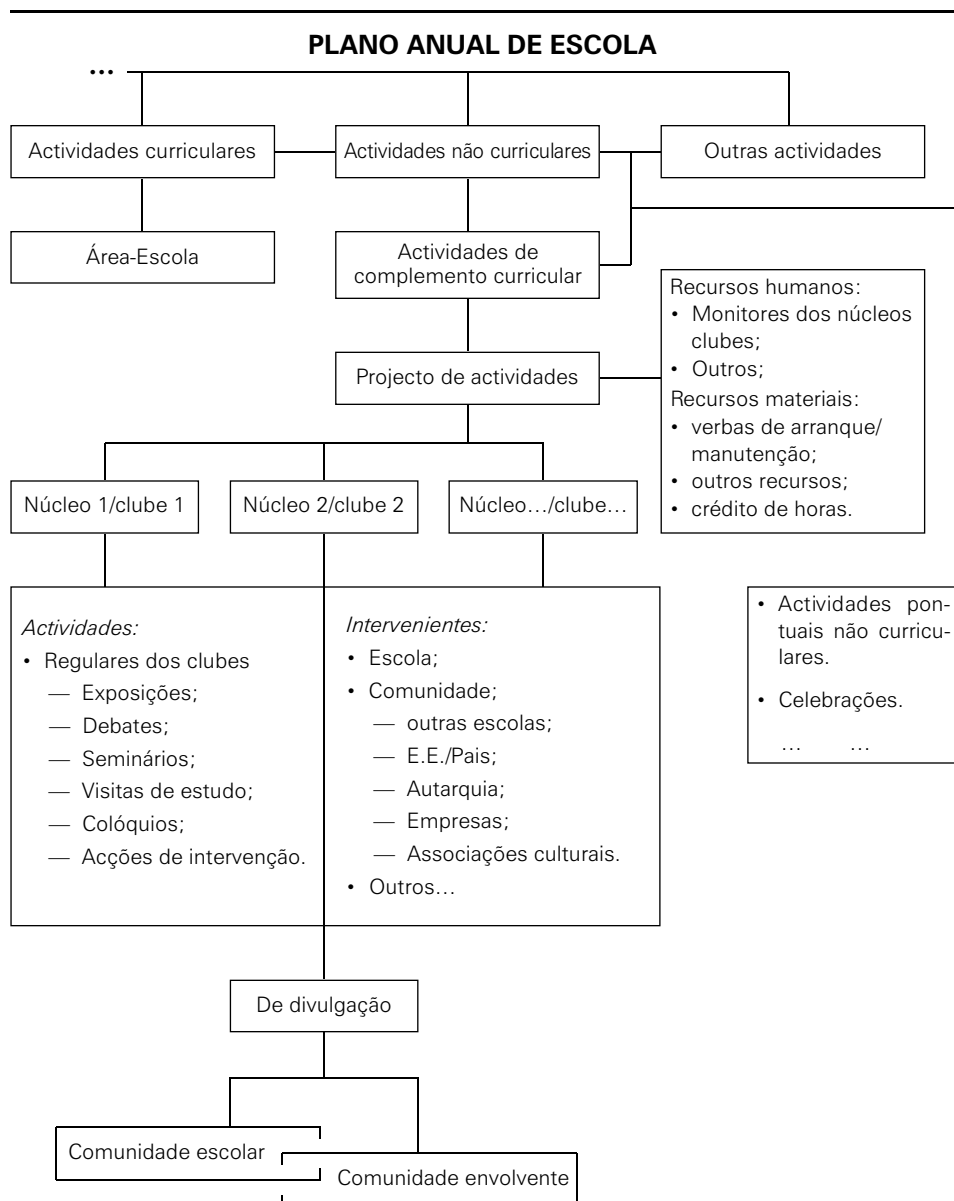 PLANO ANUAL DE ESCOLA
...
Actividades curriculares
Actividades não curriculares
Outras actividades
Área-Escola
Actividades de
complemento curricular
Recursos humanos:
• Monitores dos núcleos
clubes;
• Outros;
Recursos materiais:
• verbas de arranque/
manutenção;
• outros recursos;
• crédito de horas.
Projecto de actividades
Núcleo 1/clube 1
Núcleo 2/clube 2
Núcleo…/clube…
Actividades:
• Regulares dos clubes
— Exposições;
— Debates;
— Seminários;
— Visitas de estudo;
— Colóquios;
— Acções de intervenção.
Intervenientes:
• Escola;
• Comunidade;
— outras escolas;
— E.E./Pais;
— Autarquia;
— Empresas;
— Associações culturais.
• Outros…
• Actividades pon-
tuais não curricu-
lares.
• Celebrações.
… …
De divulgação
Comunidade escolar
Comunidade envolvente